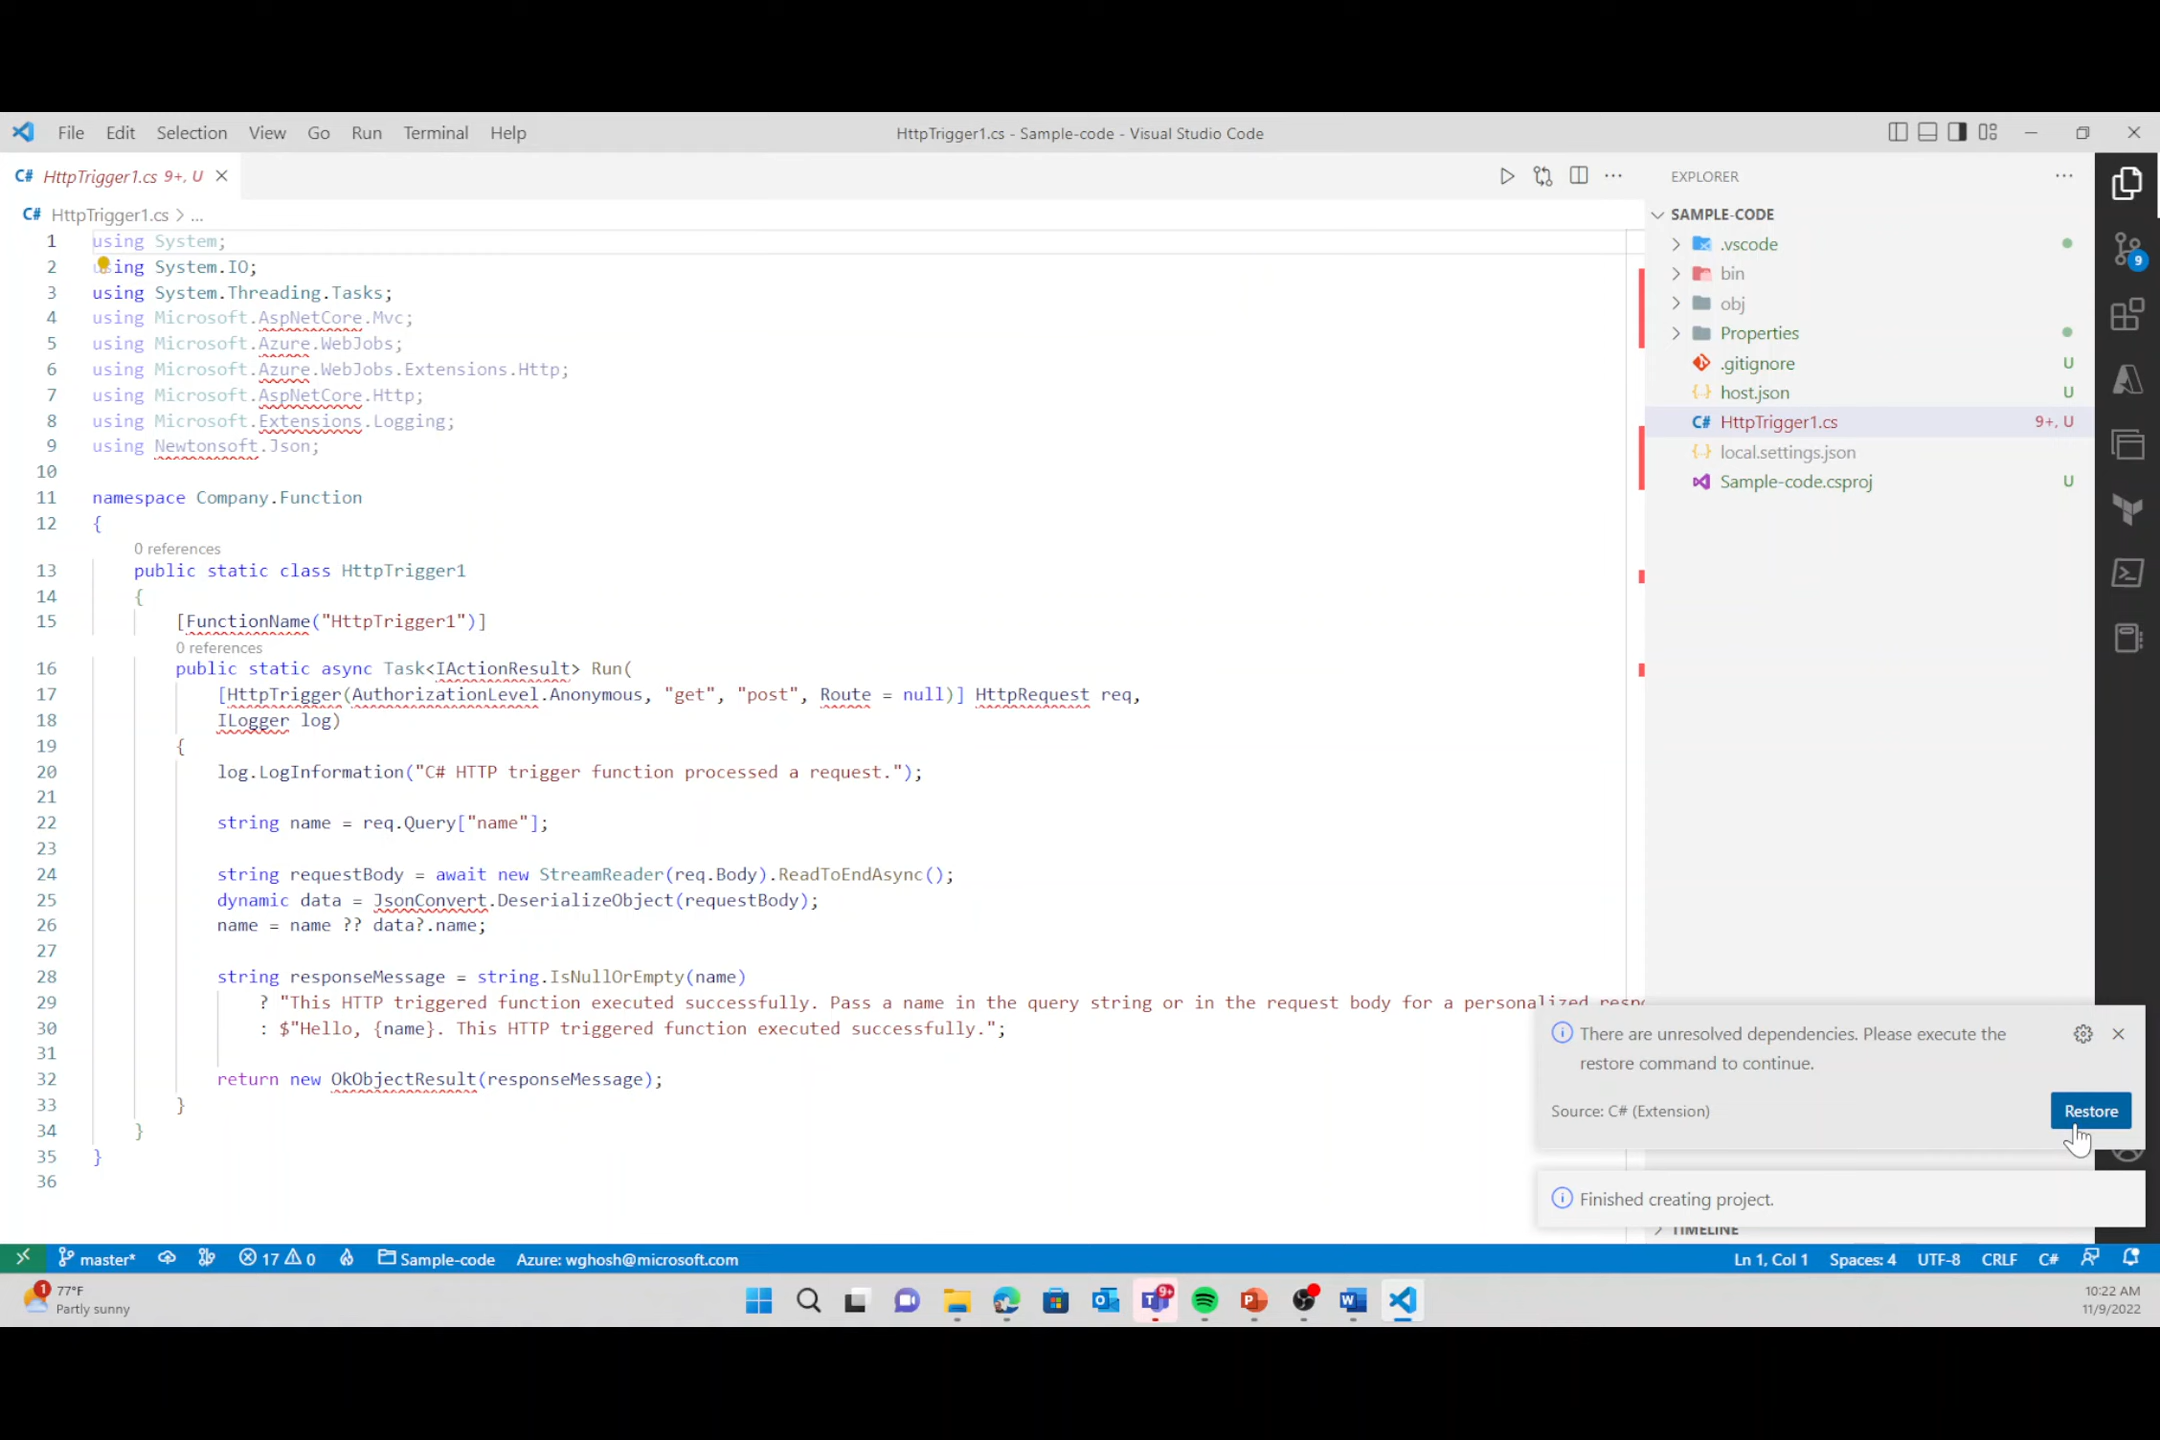 File Edit Selection View Go Run Terminal Help
HttpTrigger1.cs - Sample-code - Visual Studio Code
C# HttpTrigger1.cs 9+, U
C# HttpTrigger1.cs > ...
1 using System;
2 using System.IO;
3 using System.Threading.Tasks;
4 using Microsoft.AspNetCore.Mvc;
5 using Microsoft.Azure.WebJobs;
6 using Microsoft.Azure.WebJobs.Extensions.Http;
7 using Microsoft.AspNetCore.Http;
8 using Microsoft.Extensions.Logging;
9 using Newtonsoft.Json;
10
11 namespace Company.Function
12 {
0 references
13 public static class HttpTrigger1
14 {
15 [FunctionName("HttpTrigger1")]
0 references
16 public static async Task<IActionResult> Run(
17 [HttpTrigger(AuthorizationLevel.Anonymous, "get", "post", Route = null)] HttpRequest req,
18 ILogger log)
19 {
20 log.LogInformation("C# HTTP trigger function processed a request.");
21
22 string name = req.Query["name"];
23
24 string requestBody = await new StreamReader(req.Body).ReadToEndAsync();
25 dynamic data = JsonConvert.DeserializeObject(requestBody);
26 name = name ?? data?.name;
27
28 string responseMessage = string.IsNullOrEmpty(name)
29 ? "This HTTP triggered function executed successfully. Pass a name in the query string or in the request body for a personalized resp
30 : $"Hello, {name}. This HTTP triggered function executed successfully.";
31
32 return new OkObjectResult(responseMessage);
33 }
34 }
35 }
36
EXPLORER
SAMPLE-CODE
.vscode
bin
obj
Properties
.gitignore U
host.json U
C# HttpTrigger1.cs 9+, U
local.settings.json
Sample-code.csproj U
9
There are unresolved dependencies. Please execute the
restore command to continue.
Source: C# (Extension)
Restore
Finished creating project.
TIMELINE
master* 17 0 Sample-code Azure: wghosh@microsoft.com
Ln 1, Col 1 Spaces: 4 UTF-8 CRLF C#
1 77°F
Partly sunny
9+
10:22 AM
11/9/2022